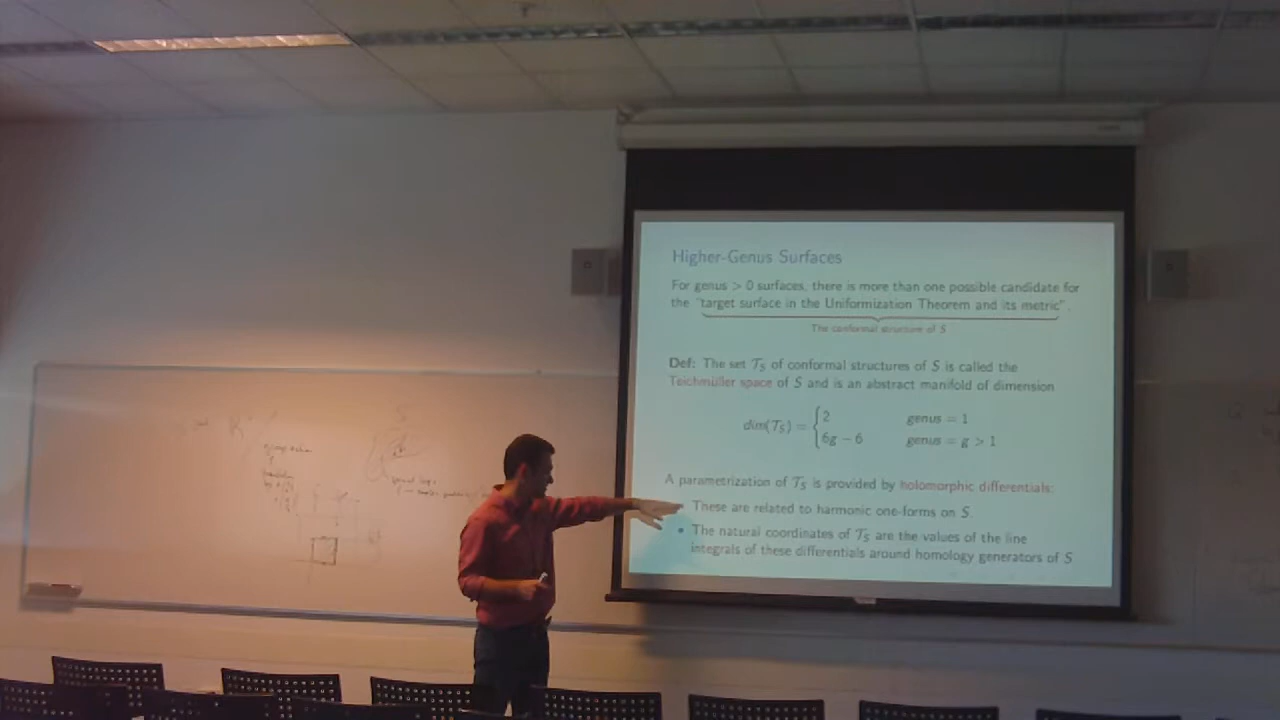 Higher-Genus Surfaces
For genus > 0 surfaces, there is more than one possible candidate for
the "target surface in the Uniformization Theorem and its metric".
The conformal structure of S
Def: The set 𝒯_S of conformal structures of S is called the
Teichmüller space of S and is an abstract manifold of dimension
dim(𝒯_S) = { 2 genus = 1
6g − 6 genus = g > 1
A parametrization of 𝒯_S is provided by holomorphic differentials:
• These are related to harmonic one-forms on S.
• The natural coordinates of 𝒯_S are the values of the line
integrals of these differentials around homology generators of S